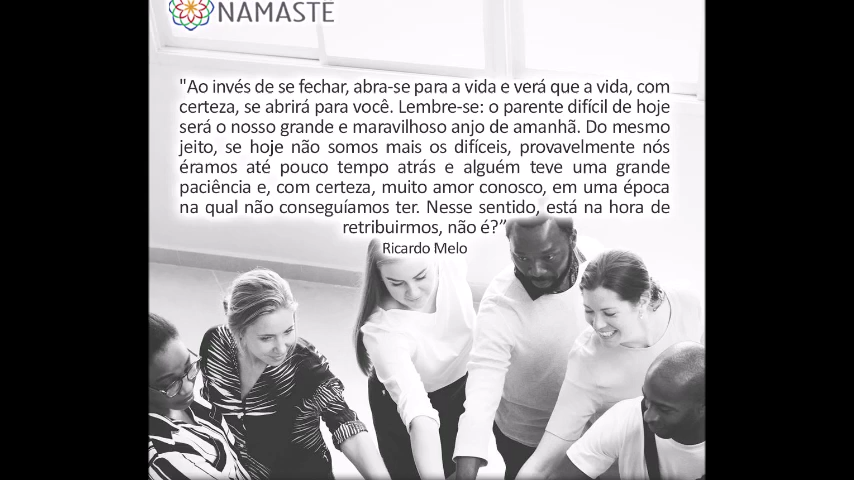 NAMASTÉ
"Ao invés de se fechar, abra-se para a vida e verá que a vida, com
certeza, se abrirá para você. Lembre-se: o parente difícil de hoje
será o nosso grande e maravilhoso anjo de amanhã. Do mesmo
jeito, se hoje não somos mais os difíceis, provavelmente nós
éramos até pouco tempo atrás e alguém teve uma grande
paciência e, com certeza, muito amor conosco, em uma época
na qual não conseguíamos ter. Nesse sentido, está na hora de
retribuirmos, não é?”
Ricardo Melo